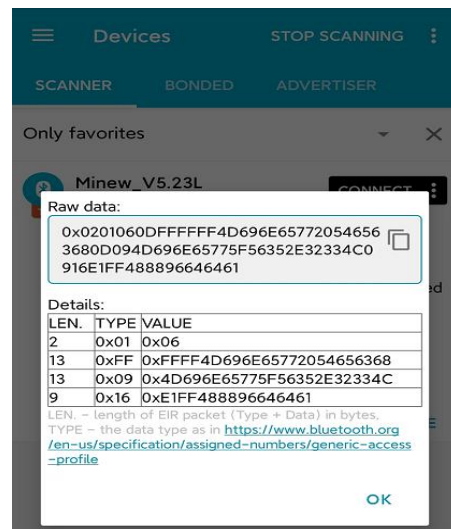 Devices STOP SCANNING
SCANNER BONDED ADVERTISER
Only favorites
Minew_V5.23L
CONNECT
Raw data:
0x0201060DFFFFFF4D696E65772054656
3680D094D696E65775F56352E32334C0
916E1FF488896646461
Details:
LEN. TYPE VALUE
2 0x01 0x06
13 0xFF 0xFFFF4D696E65772054656368
13 0x09 0x4D696E65775F56352E32334C
9 0x16 0xE1FF488896646461
LEN. – length of EIR packet (Type + Data) in bytes,
TYPE – the data type as in https://www.bluetooth.org
/en-us/specification/assigned-numbers/generic-access
-profile
OK